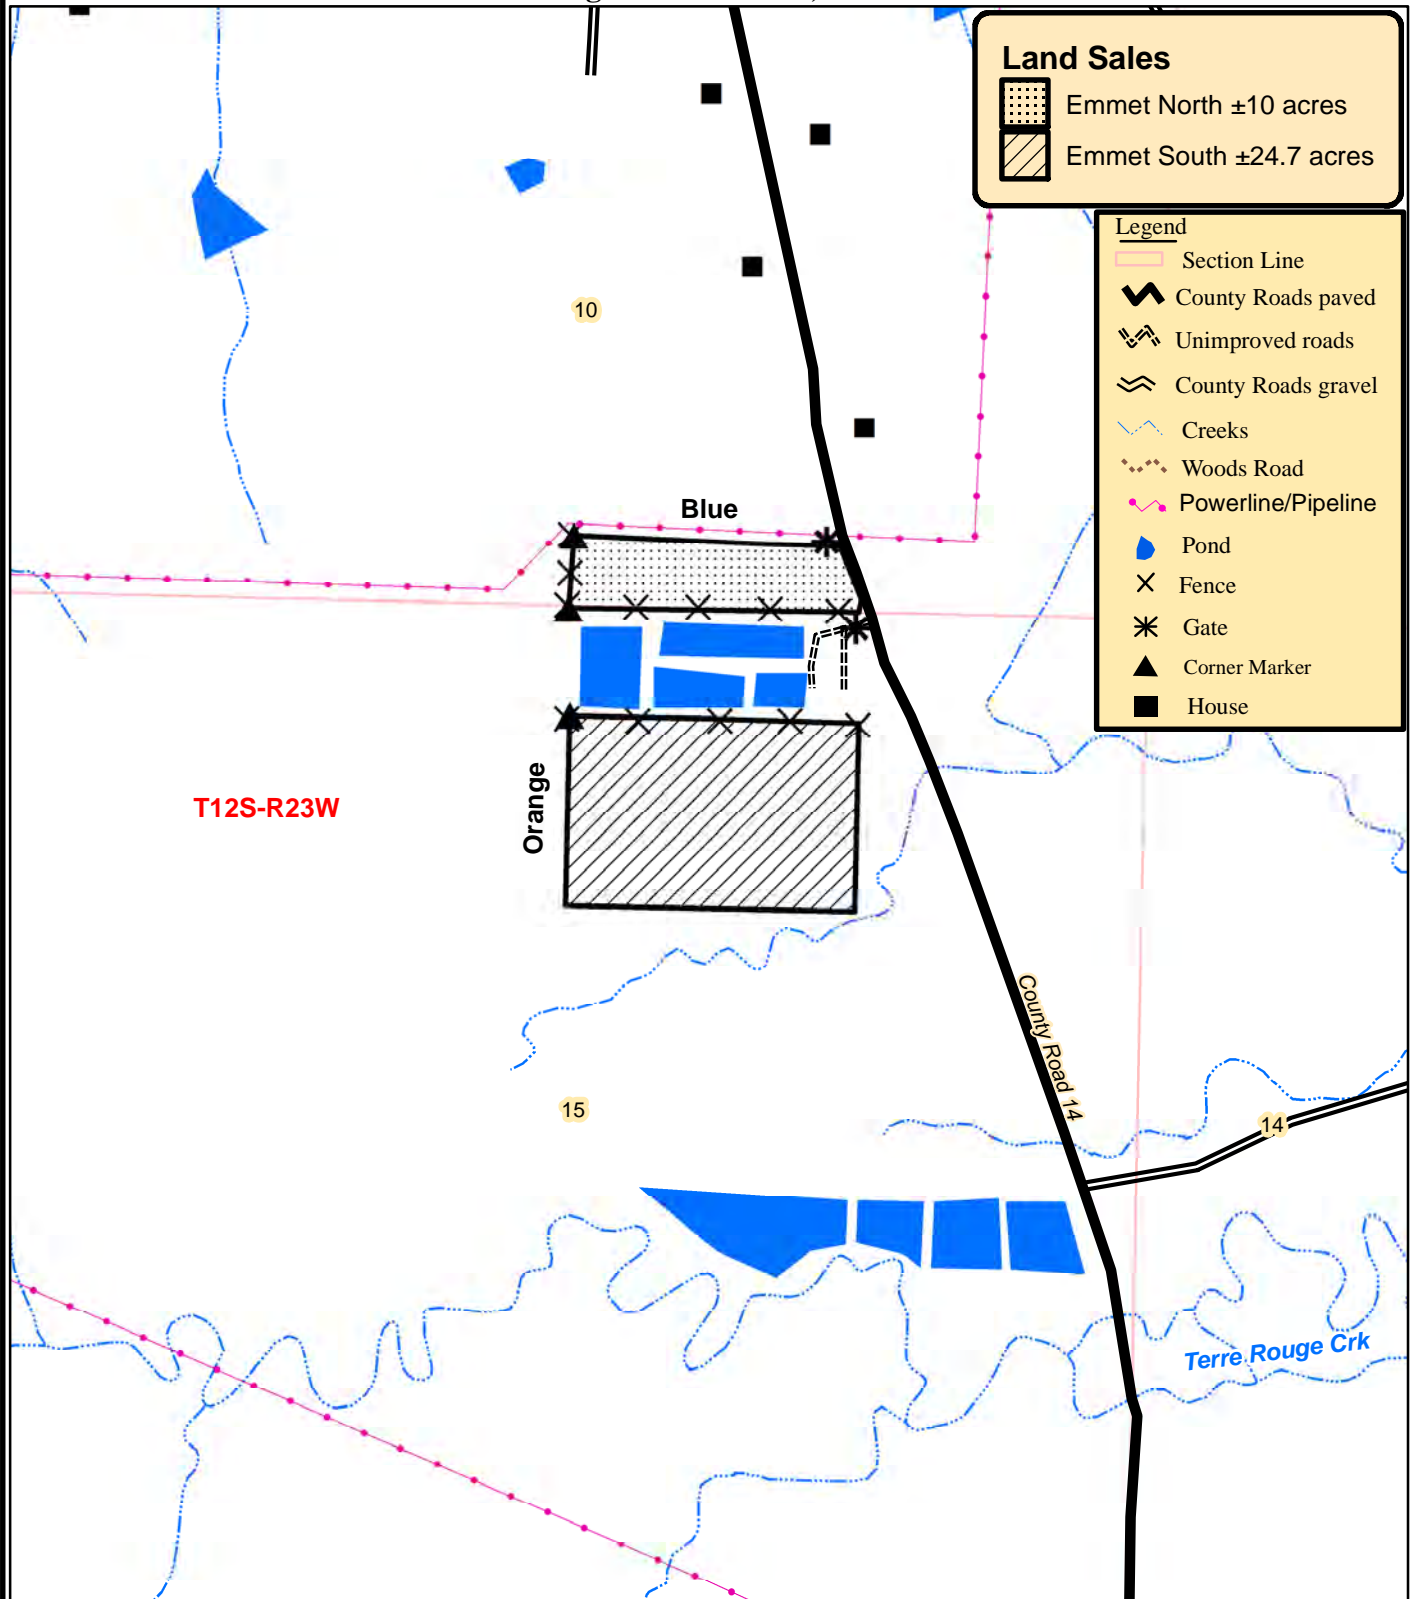 Land Sales
Emmet North ±10 acres
Emmet South ±24.7 acres
Legend
Section Line
County Roads paved
Unimproved roads
County Roads gravel
Creeks
Woods Road
Powerline/Pipeline
Pond
Fence
Gate
Corner Marker
House
10
Blue
Orange
T12S-R23W
County Road 14
15
14
Terre Rouge Crk